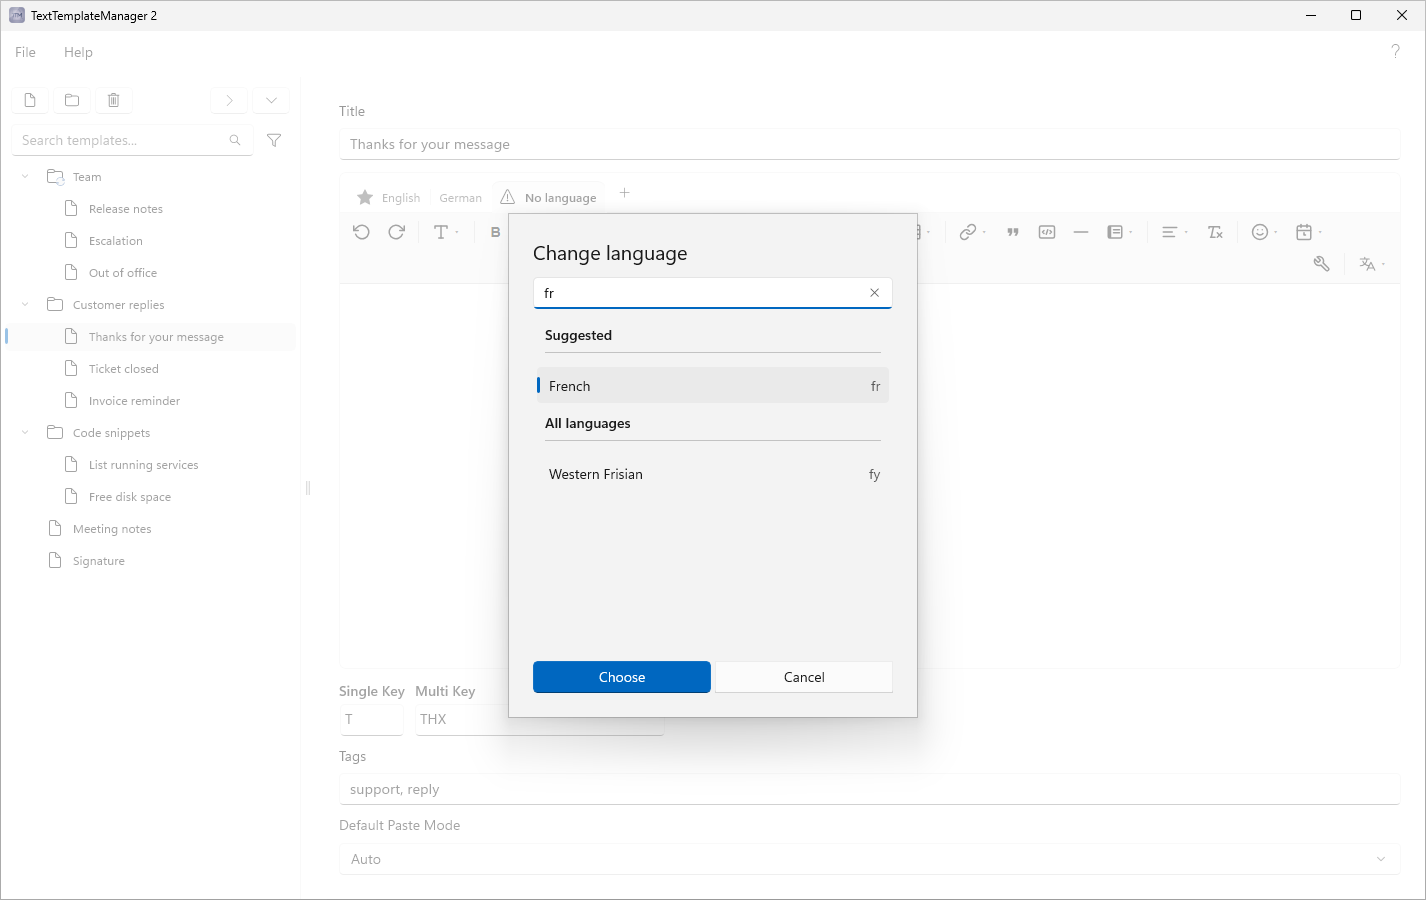 TextTemplateManager 2
File Help ?
Search templates...
Team
Release notes
Escalation
Out of office
Customer replies
Thanks for your message
Ticket closed
Invoice reminder
Code snippets
List running services
Free disk space
Meeting notes
Signature
Title
Thanks for your message
English German No language +
B
Change language
fr
Suggested
French fr
All languages
Western Frisian fy
Choose Cancel
Single Key Multi Key
T THX
Tags
support, reply
Default Paste Mode
Auto